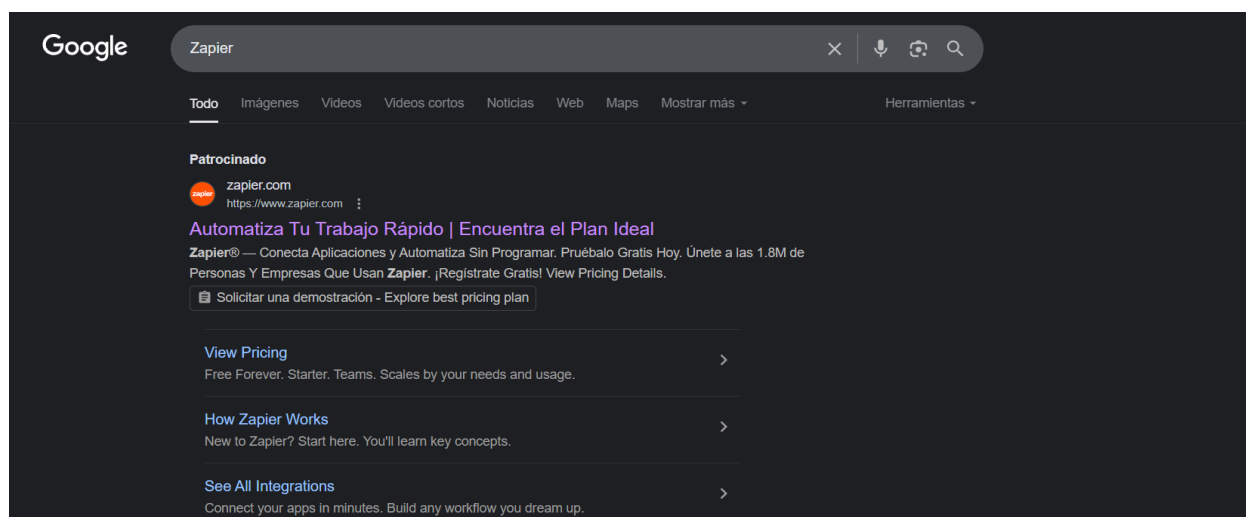 Google
Zapier
Todo Imágenes Videos Videos cortos Noticias Web Maps Mostrar más Herramientas
Patrocinado
zapier
zapier.com
https://www.zapier.com
Automatiza Tu Trabajo Rápido | Encuentra el Plan Ideal
Zapier® — Conecta Aplicaciones y Automatiza Sin Programar. Pruébalo Gratis Hoy. Únete a las 1.8M de
Personas Y Empresas Que Usan Zapier. ¡Regístrate Gratis! View Pricing Details.
Solicitar una demostración - Explore best pricing plan
View Pricing
Free Forever. Starter. Teams. Scales by your needs and usage.
How Zapier Works
New to Zapier? Start here. You'll learn key concepts.
See All Integrations
Connect your apps in minutes. Build any workflow you dream up.